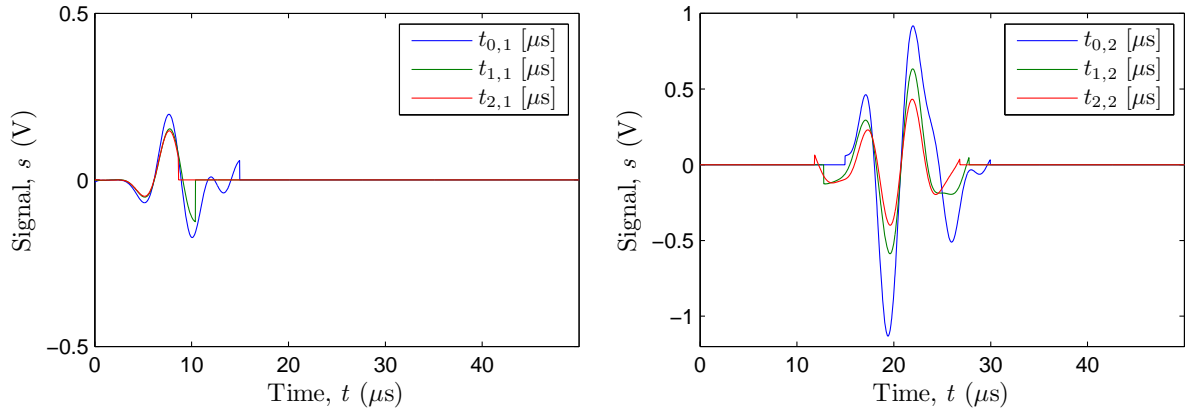 0.5
0
-0.5
0
10
20
30
40
Signal, s (V)
Time, t (μs)
t0,1 [μs]
t1,1 [μs]
t2,1 [μs]
1
0.5
0
-0.5
-1
0
10
20
30
40
Signal, s (V)
Time, t (μs)
t0,2 [μs]
t1,2 [μs]
t2,2 [μs]